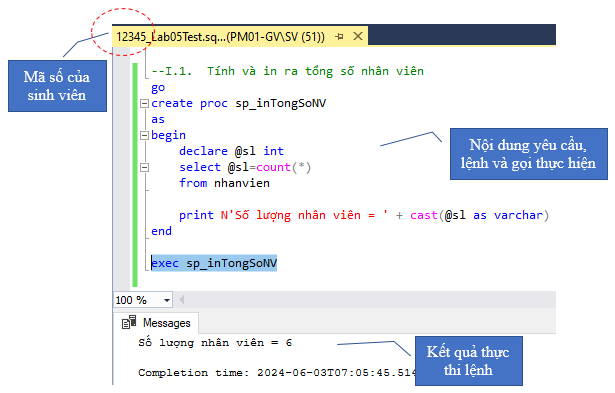 12345_Lab05Test.sq...(PM01-GV\SV (51))
Mã số của
sinh viên
--I.1.  Tính và in ra tổng số nhân viên
go
create proc sp_inTongSoNV
as
begin
    declare @sl int
    select @sl=count(*)
    from nhanvien
    print N'Số lượng nhân viên = ' + cast(@sl as varchar)
end
exec sp_inTongSoNV
Nội dung yêu cầu,
lệnh và gọi thực hiện
100 %
Messages
Số lượng nhân viên = 6
Completion time: 2024-06-03T07:05:45.514
Kết quả thực
thi lệnh